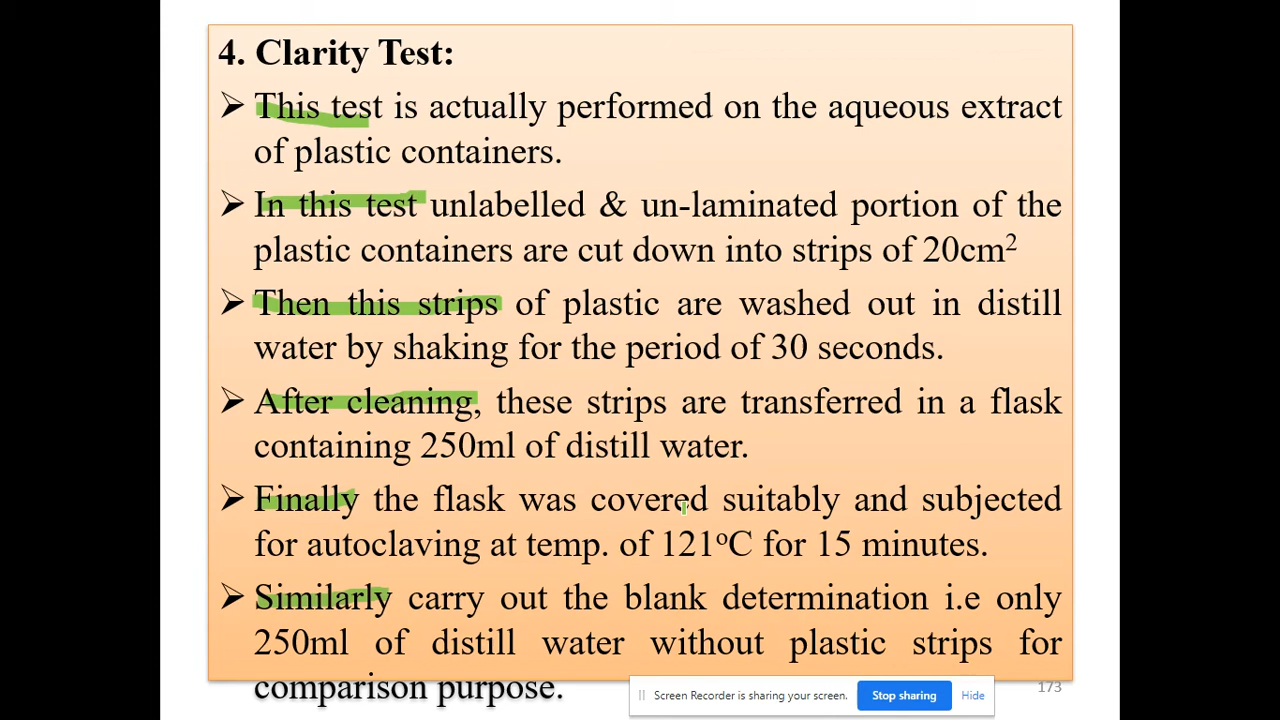 4. Clarity Test:
➢ This test is actually performed on the aqueous extract
of plastic containers.
➢ In this test unlabelled & un-laminated portion of the
plastic containers are cut down into strips of 20cm²
➢ Then this strips of plastic are washed out in distill
water by shaking for the period of 30 seconds.
➢ After cleaning, these strips are transferred in a flask
containing 250ml of distill water.
➢ Finally the flask was covered suitably and subjected
for autoclaving at temp. of 121ᵒC for 15 minutes.
➢ Similarly carry out the blank determination i.e only
250ml of distill water without plastic strips for
comparison purpose.
Screen Recorder is sharing your screen. Stop sharing Hide
173